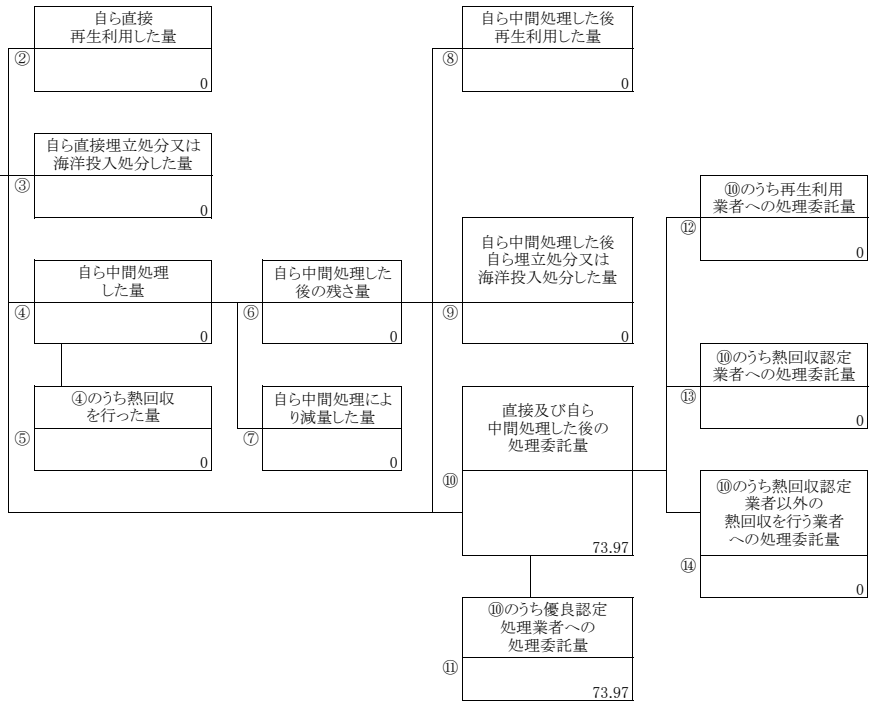 自ら直接
再生利用した量
②
0
自ら直接埋立処分又は
海洋投入処分した量
③
0
自ら中間処理
した量
④
0
④のうち熱回収
を行った量
⑤
0
自ら中間処理した
後の残さ量
⑥
0
自ら中間処理によ
り減量した量
⑦
0
自ら中間処理した後
再生利用した量
⑧
0
自ら中間処理した後
自ら埋立処分又は
海洋投入処分した量
⑨
0
直接及び自ら
中間処理した後の
処理委託量
⑩
73.97
⑩のうち優良認定
処理業者への
処理委託量
⑪
73.97
⑩のうち再生利用
業者への処理委託量
⑫
0
⑩のうち熱回収認定
業者への処理委託量
⑬
0
⑩のうち熱回収認定
業者以外の
熱回収を行う業者
への処理委託量
⑭
0